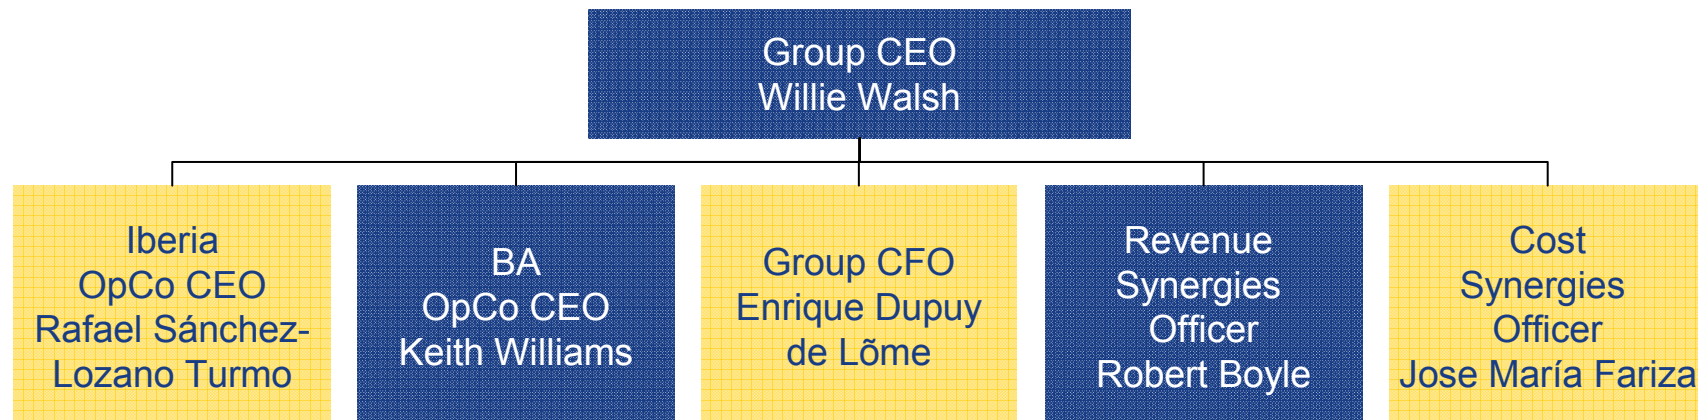 Group CEO
Willie Walsh
Iberia
OpCo CEO
Rafael Sánchez-
Lozano Turmo
BA
OpCo CEO
Keith Williams
Group CFO
Enrique Dupuy
de Lõme
Revenue
Synergies
Officer
Robert Boyle
Cost
Synergies
Officer
Jose María Fariza